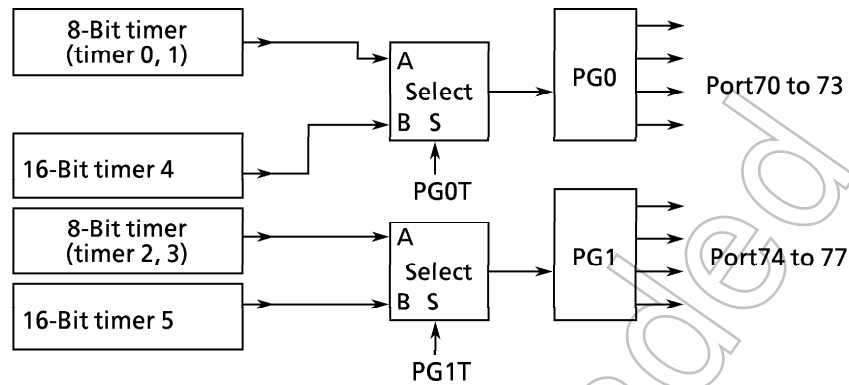 8-Bit timer
(timer 0, 1)
A
Select
B S
PG0T
PG0
Port70 to 73
16-Bit timer 4
8-Bit timer
(timer 2, 3)
A
Select
B S
PG1T
PG1
Port74 to 77
16-Bit timer 5
ded